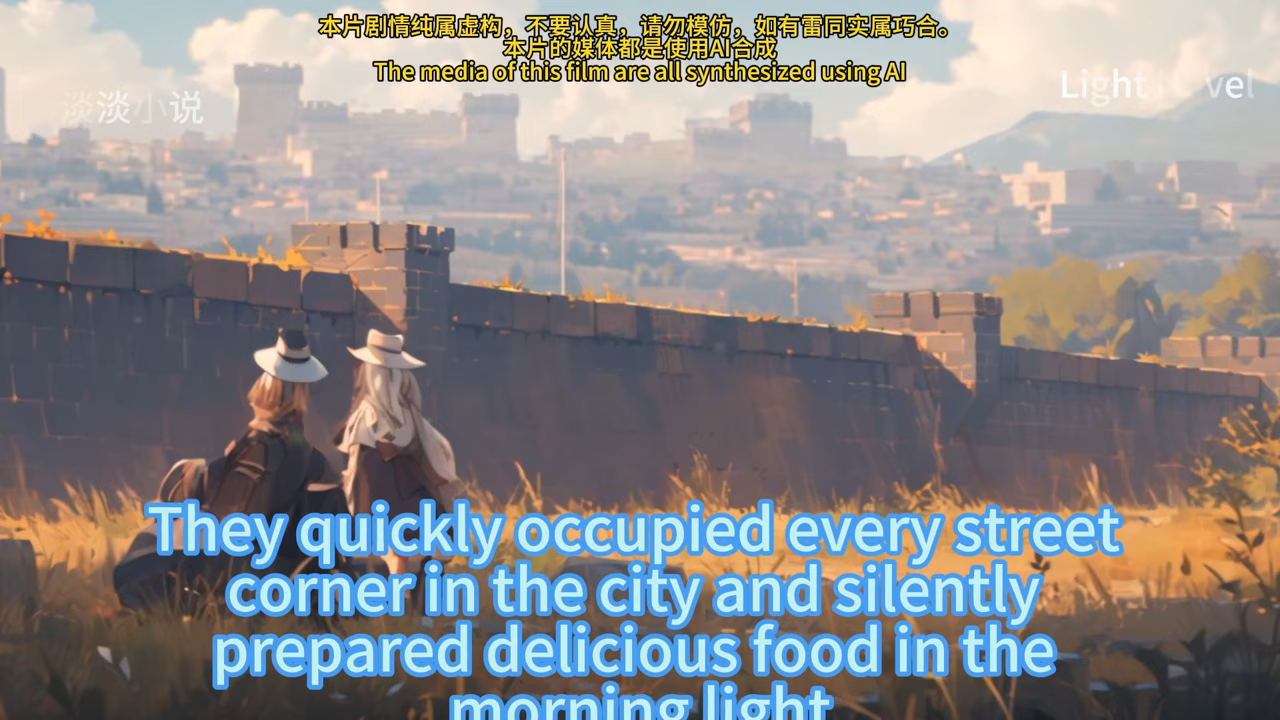 本片剧情纯属虚构，不要认真，请勿模仿，如有雷同实属巧合。
本片的媒体都是使用AI合成
The media of this film are all synthesized using AI
淡淡小说
Light
They quickly occupied every street
corner in the city and silently
prepared delicious food in the
morning light